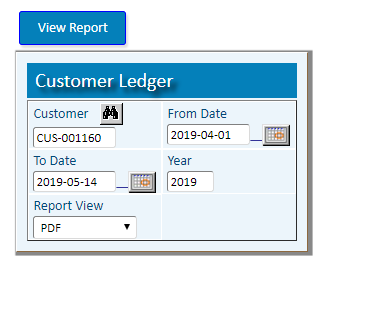 View Report
Customer Ledger
Customer
From Date
CUS-001160
2019-04-01
To Date
Year
2019-05-14
2019
Report View
PDF